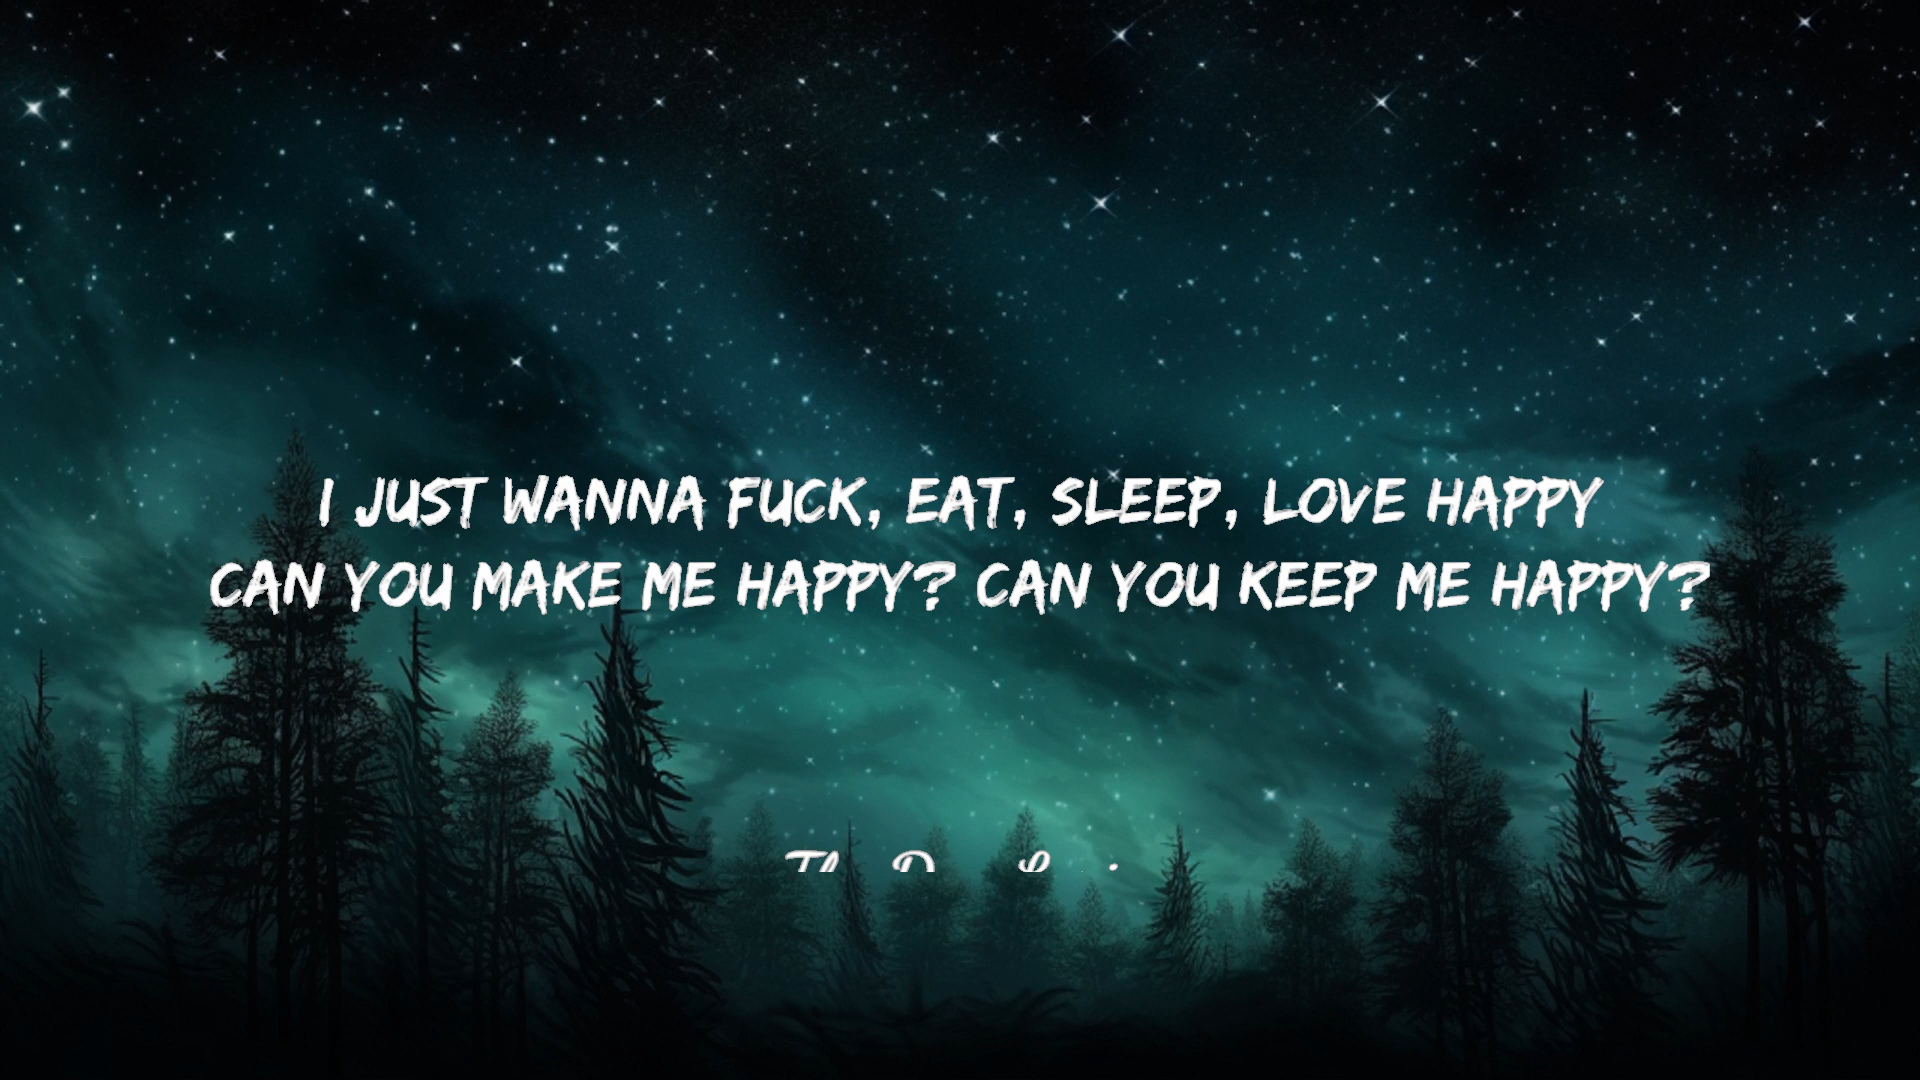 I JUST WANNA FUCK, EAT, SLEEP, LOVE HAPPY
CAN YOU MAKE ME HAPPY? CAN YOU KEEP ME HAPPY?